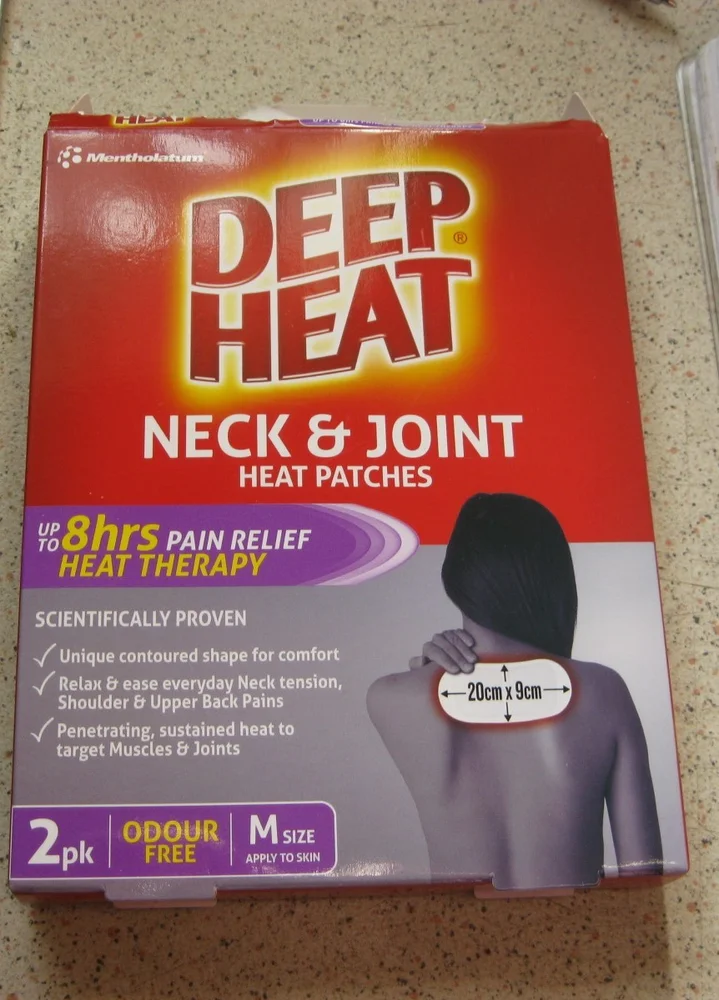 HEAT
Mentholatum
DEEP
HEAT®
NECK & JOINT
HEAT PATCHES
UP TO 8hrs PAIN RELIEF
HEAT THERAPY
SCIENTIFICALLY PROVEN
Unique contoured shape for comfort
Relax & ease everyday Neck tension,
Shoulder & Upper Back Pains
Penetrating, sustained heat to
target Muscles & Joints
20cm x 9cm
2pk
ODOUR
FREE
M SIZE
APPLY TO SKIN